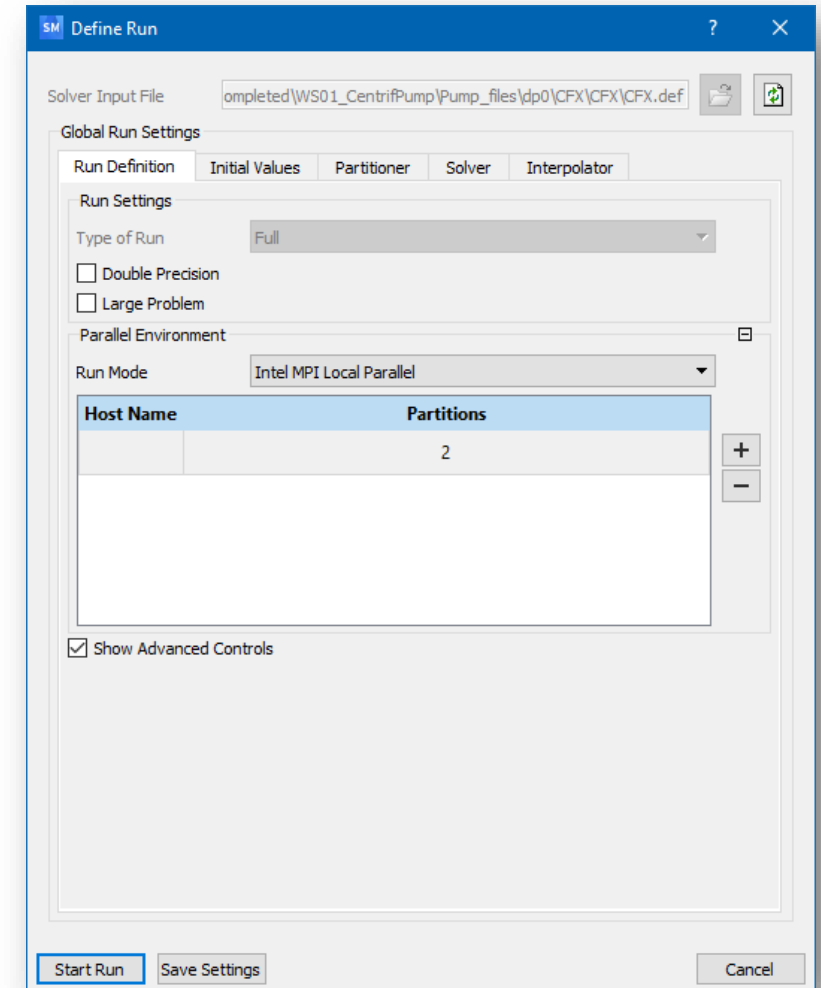 SM Define Run ? ×
Solver Input File ompleted\WS01_CentrifPump\Pump_files\dp0\CFX\CFX\CFX.def
Global Run Settings
Run Definition Initial Values Partitioner Solver Interpolator
Run Settings
Type of Run Full
Double Precision
Large Problem
Parallel Environment
Run Mode Intel MPI Local Parallel
Host Name Partitions
2
+
−
Show Advanced Controls
Start Run Save Settings Cancel